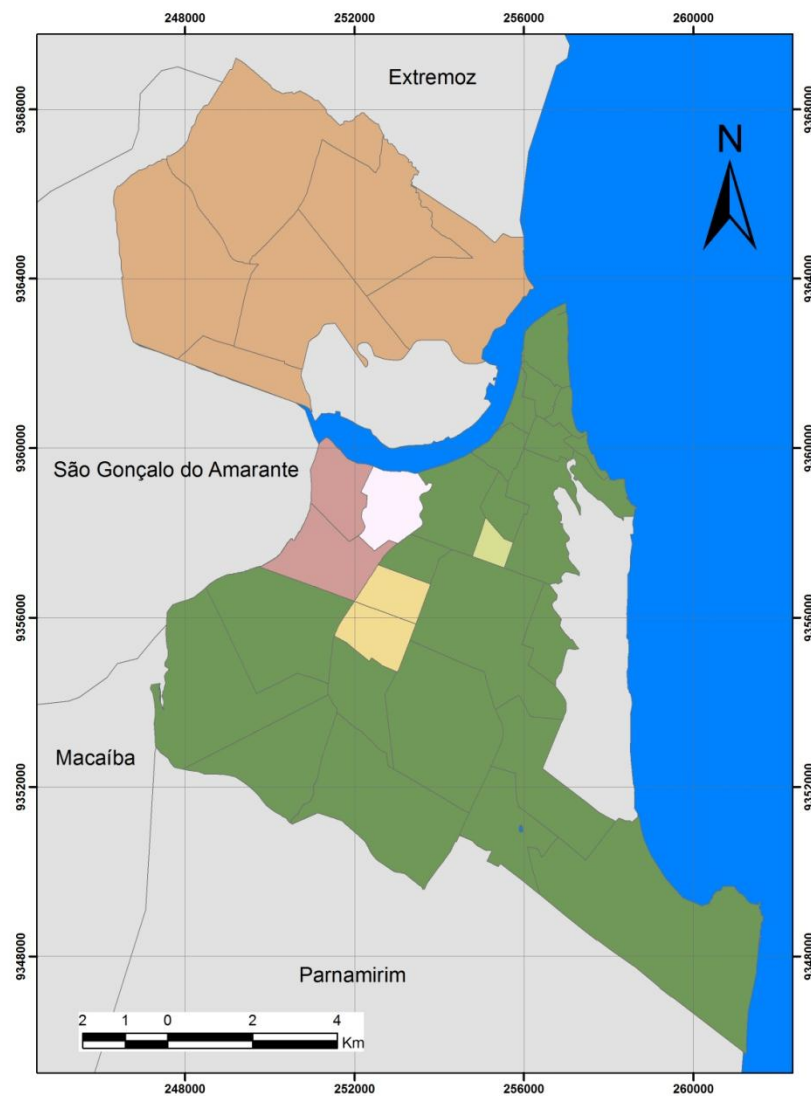 248000 252000 256000 260000
Extremoz
9368000 9368000
N
9364000 9364000
9360000 9360000
São Gonçalo do Amarante
9356000 9356000
Macaíba
9352000 9352000
Parnamirim
9348000 9348000
2 1 0 2 4
Km
248000 252000 256000 260000